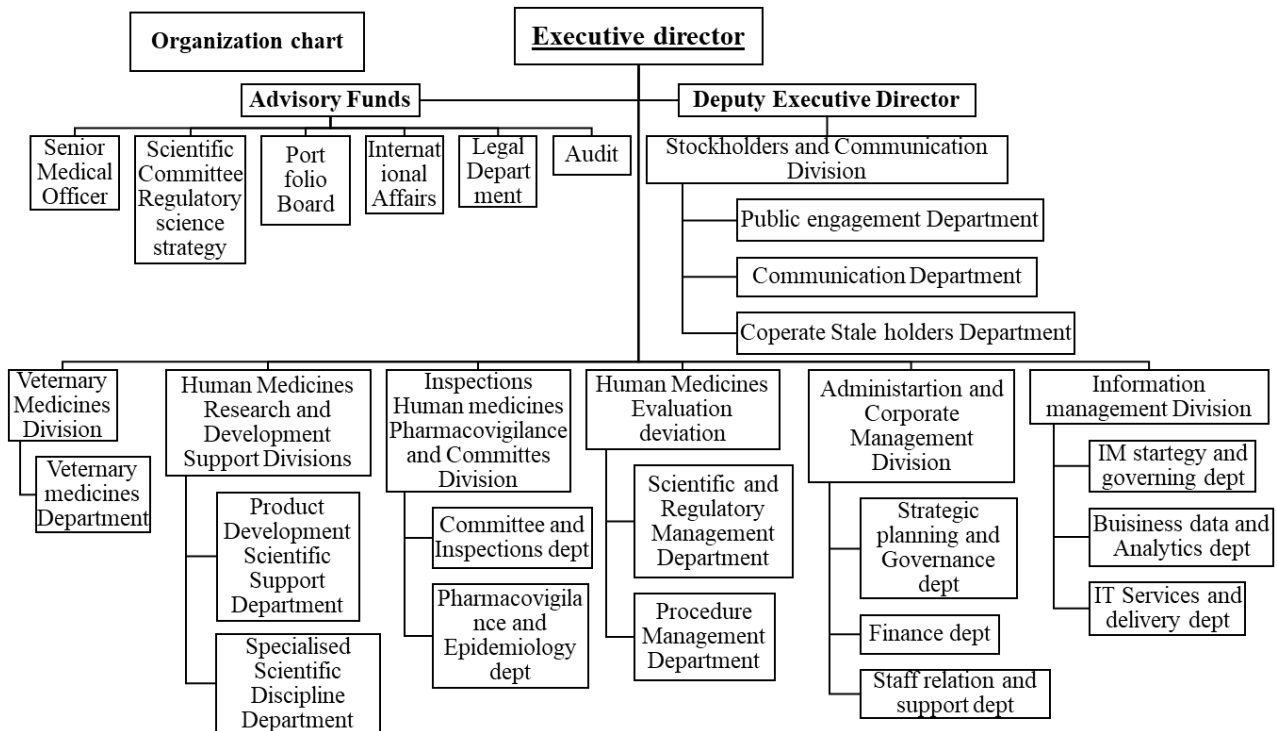 Organization chart
Executive director
Advisory Funds
Deputy Executive Director
Senior
Medical
Officer
Scientific
Committee
Regulatory
science
strategy
Port
folio
Board
Internat
ional
Affairs
Legal
Depart
ment
Audit
Stockholders and Communication
Division
Public engagement Department
Communication Department
Coperate Stale holders Department
Veternary
Medicines
Division
Veternary
medicines
Department
Human Medicines
Research and
Development
Support Divisions
Product
Development
Scientific
Support
Department
Specialised
Scientific
Discipline
Department
Inspections
Human medicines
Pharmacovigilance
and Committes
Division
Committee and
Inspections dept
Pharmacovigila
nce and
Epidemiology
dept
Human Medicines
Evaluation
deviation
Scientific and
Regulatory
Management
Department
Procedure
Management
Department
Administartion and
Corporate
Management
Division
Strategic
planning and
Governance
dept
Finance dept
Staff relation and
support dept
Information
management Division
IM startegy and
governing dept
Buisiness data and
Analytics dept
IT Services and
delivery dept